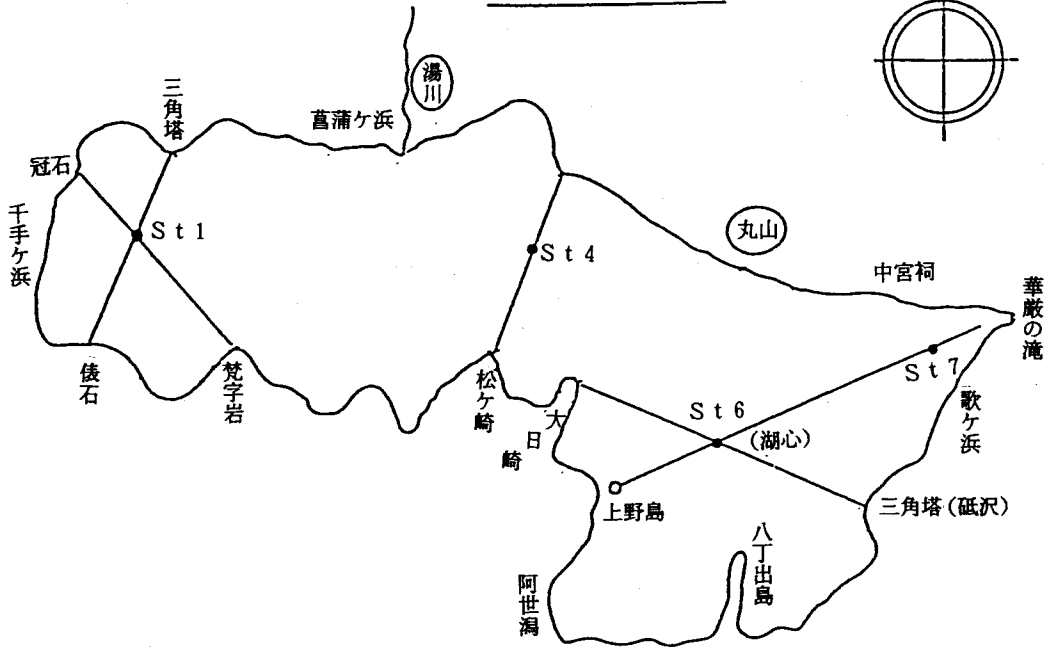 湯川
三角塔
菖蒲ケ浜
冠石
St1
千手ケ浜
St4
丸山
中宮祠
華厳の滝
俵石
梵字岩
松ケ崎
大日崎
St6
(湖心)
St7
歌ケ浜
上野島
三角塔(砥沢)
八丁出島
阿世潟